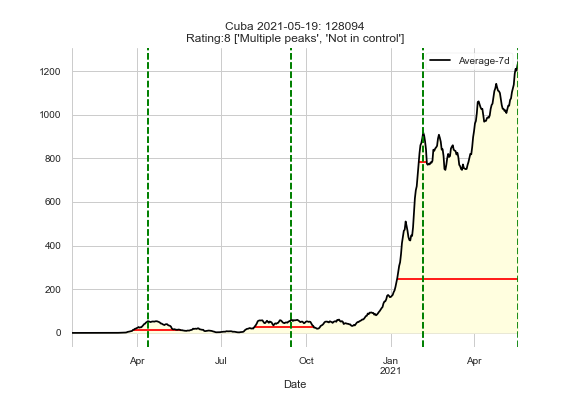 Cuba 2021-05-19: 128094
Rating:8 ['Multiple peaks', 'Not in control']
Average-7d
1200
1000
800
600
400
200
0
Apr
Jul
Oct
Jan
2021
Apr
Date